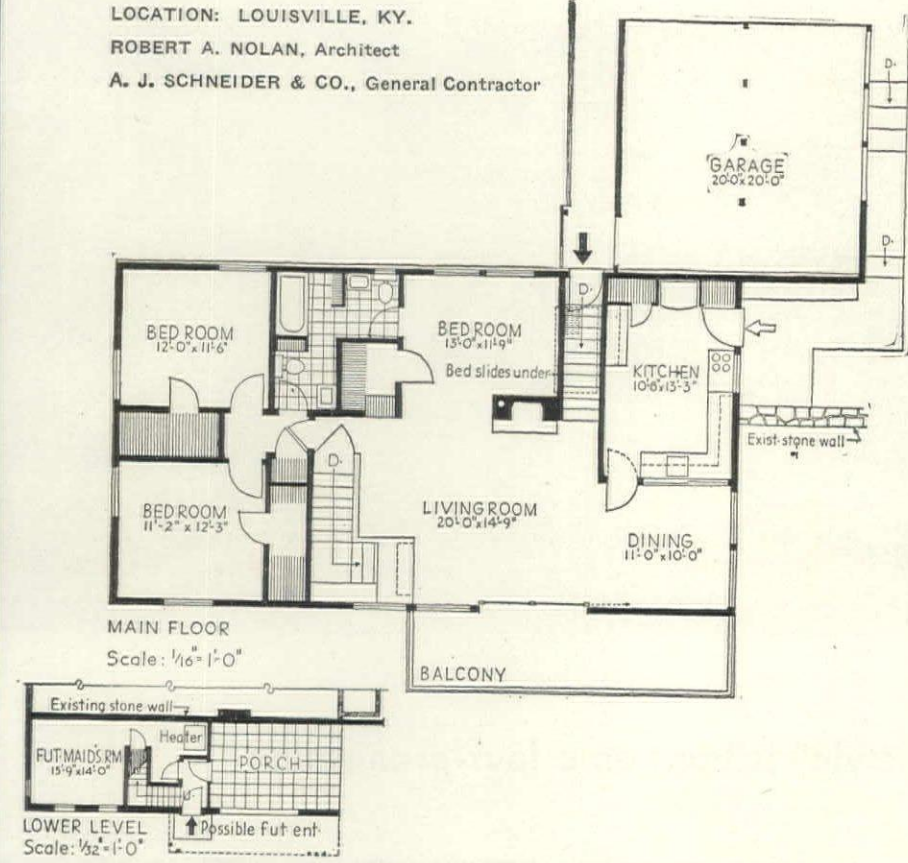 LOCATION: LOUISVILLE, KY.
ROBERT A. NOLAN, Architect
A. J. SCHNEIDER & CO., General Contractor
D.
GARAGE
20'-0"x20'-0"
D.
D.
BED ROOM
12'-0"x11'-6"
BED ROOM
13'-0"x11'-9"
Bed slides under
KITCHEN
10'-8"x13'-3"
Exist. stone wall
D.
BED ROOM
11'-2" x 12'-3"
LIVING ROOM
20'-0"x14'-9"
DINING
11'-0"x10'-0"
MAIN FLOOR
Scale: 1/16"=1'-0"
BALCONY
Existing stone wall
Heater
FUT. MAID'S RM
15'-9"x14'-0"
PORCH
U.
LOWER LEVEL
Scale: 1/32"=1'-0"
Possible Fut. ent.